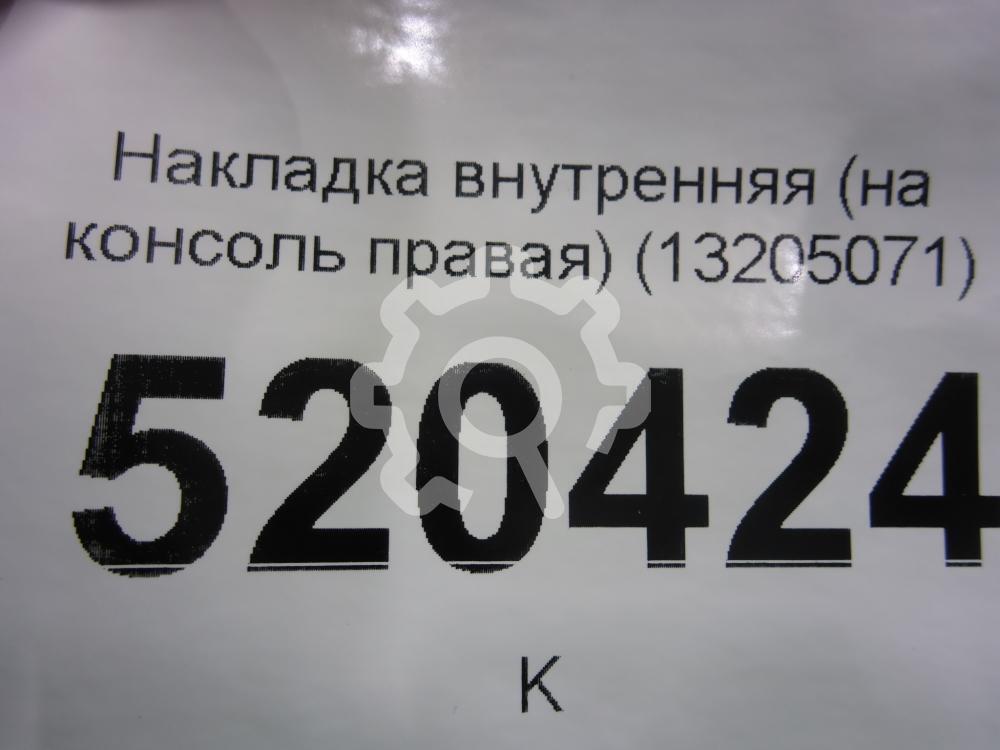 Накладка внутренняя (на
консоль правая) (13205071)
520424
К